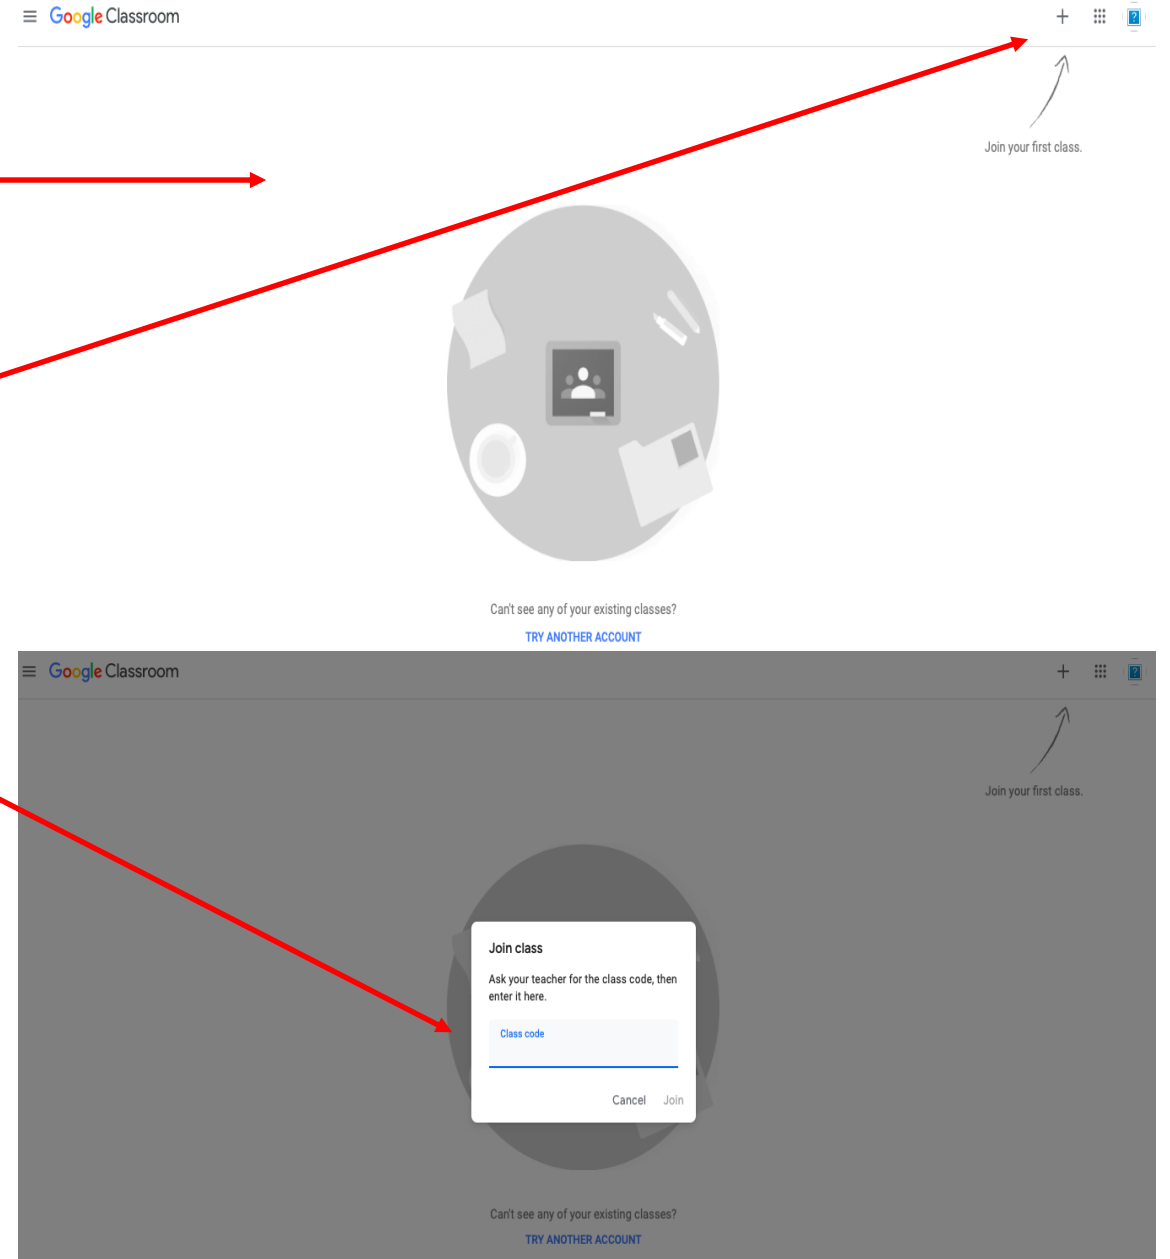 Google Classroom
Join your first class.
Can't see any of your existing classes?
TRY ANOTHER ACCOUNT
Google Classroom
Join your first class.
Join class
Ask your teacher for the class code, then
enter it here.
Class code
Cancel Join
Can't see any of your existing classes?
TRY ANOTHER ACCOUNT